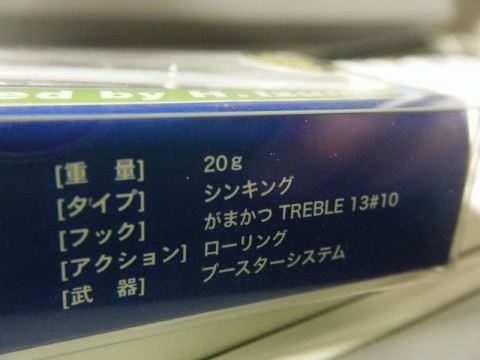 by H.
[重 量] 20g
[タイプ] シンキング
[フック] がまかつ TREBLE 13#10
[アクション] ローリング
[武 器] ブースターシステム